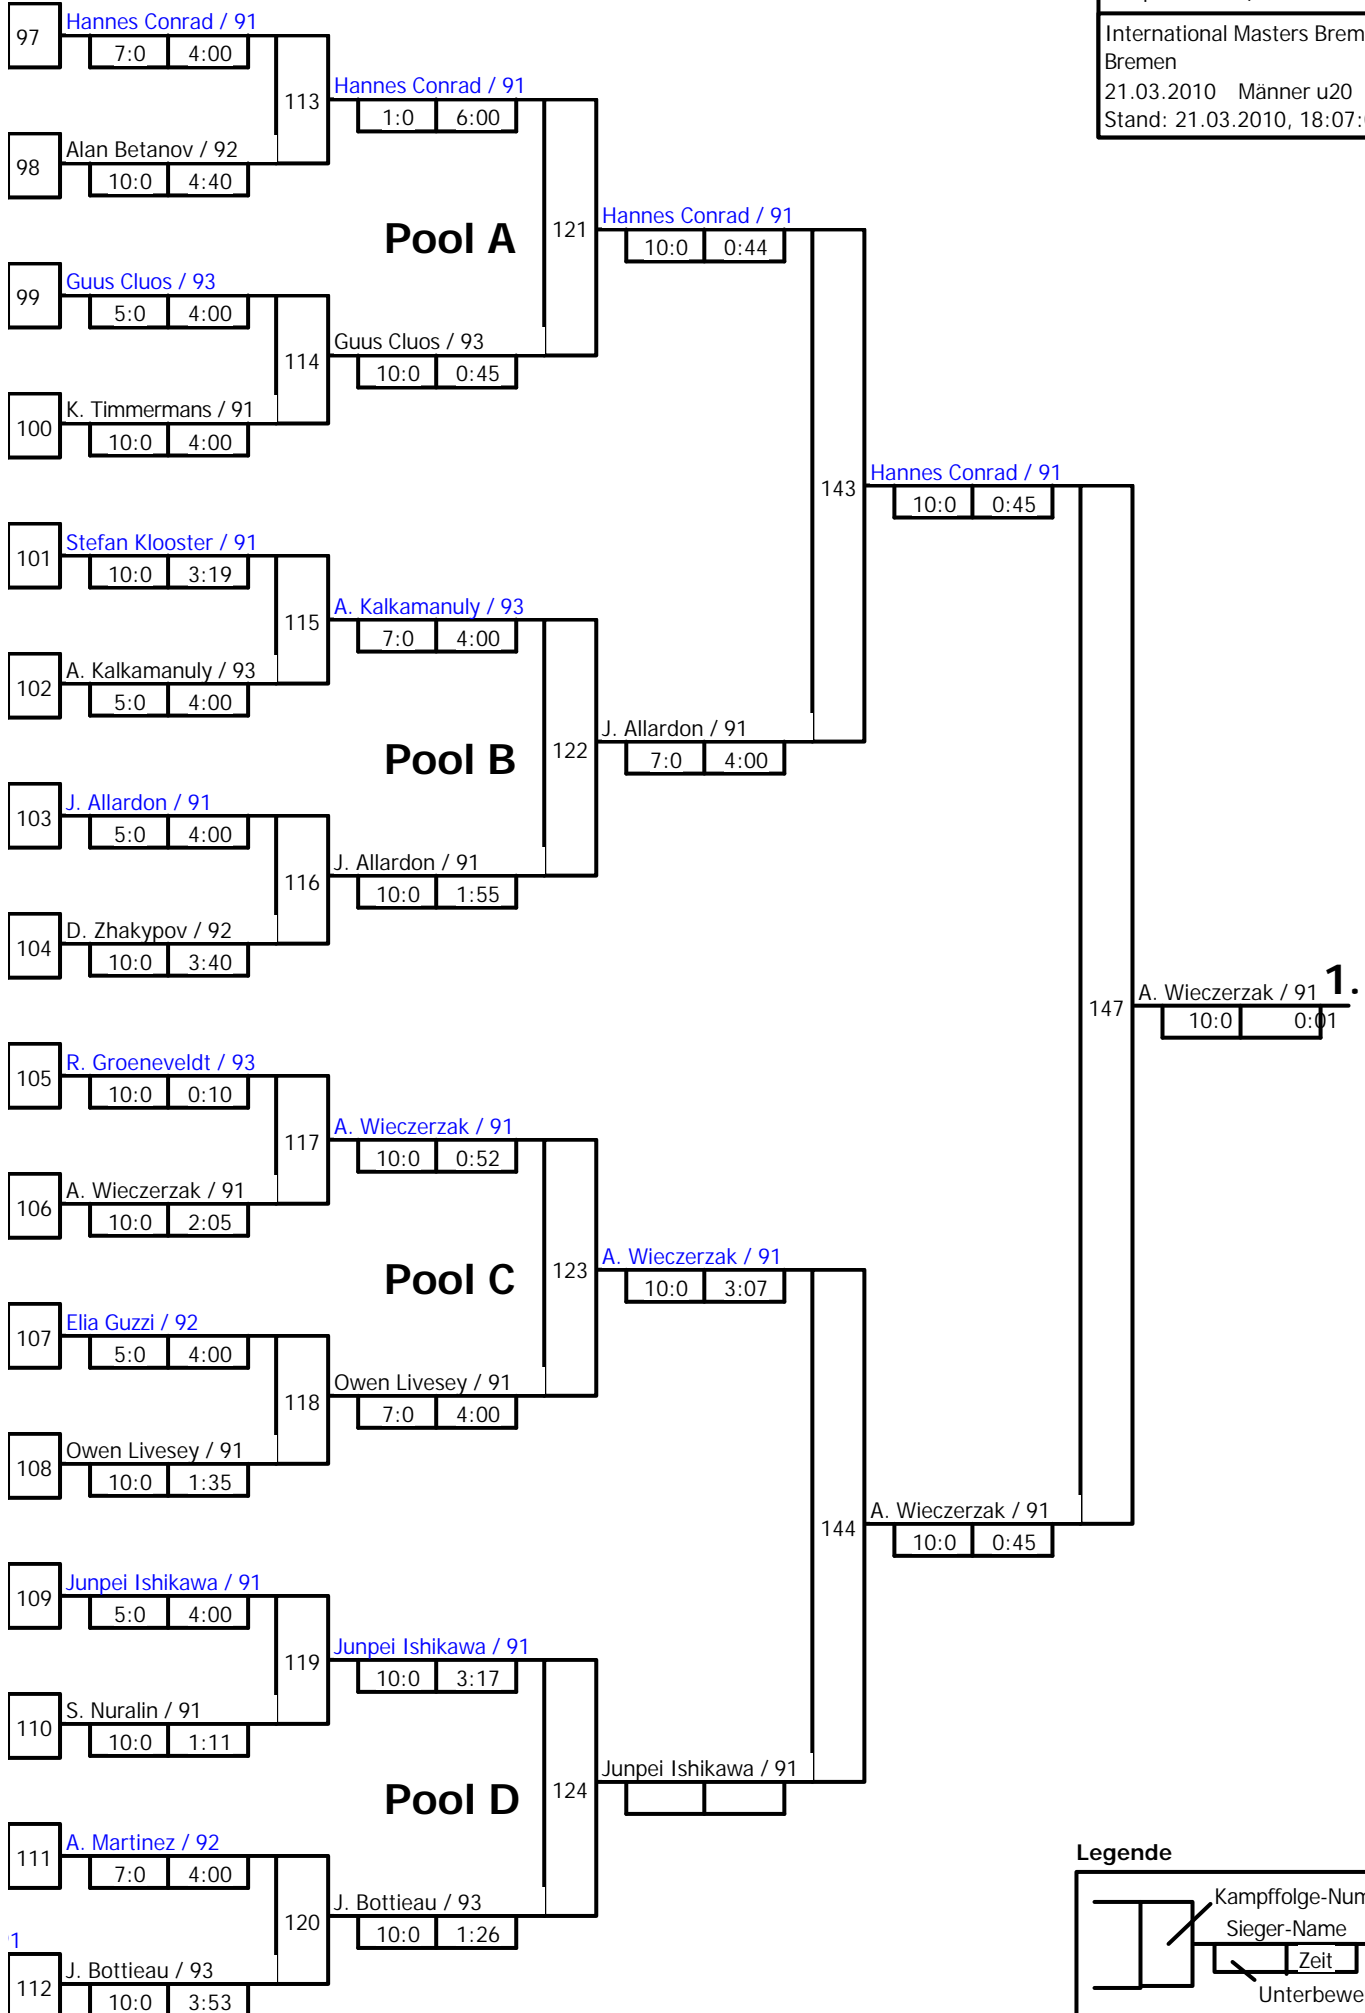 International Masters Brem
Bremen
21.03.2010 Männer u20
Stand: 21.03.2010, 18:07:
97
Hannes Conrad / 91
7:0 4:00
113
Hannes Conrad / 91
1:0 6:00
98
Alan Betanov / 92
10:0 4:40
Pool A
121
Hannes Conrad / 91
10:0 0:44
99
Guus Cluos / 93
5:0 4:00
114
Guus Cluos / 93
10:0 0:45
100
K. Timmermans / 91
10:0 4:00
143
Hannes Conrad / 91
10:0 0:45
101
Stefan Klooster / 91
10:0 3:19
115
A. Kalkamanuly / 93
7:0 4:00
102
A. Kalkamanuly / 93
5:0 4:00
Pool B
122
J. Allardon / 91
7:0 4:00
103
J. Allardon / 91
5:0 4:00
116
J. Allardon / 91
10:0 1:55
104
D. Zhakypov / 92
10:0 3:40
147
A. Wieczerzak / 91 1.
10:0 0:01
105
R. Groeneveldt / 93
10:0 0:10
117
A. Wieczerzak / 91
10:0 0:52
106
A. Wieczerzak / 91
10:0 2:05
Pool C
123
A. Wieczerzak / 91
10:0 3:07
107
Elia Guzzi / 92
5:0 4:00
118
Owen Livesey / 91
7:0 4:00
108
Owen Livesey / 91
10:0 1:35
144
A. Wieczerzak / 91
10:0 0:45
109
Junpei Ishikawa / 91
5:0 4:00
119
Junpei Ishikawa / 91
10:0 3:17
110
S. Nuralin / 91
10:0 1:11
Pool D
124
Junpei Ishikawa / 91
111
A. Martinez / 92
7:0 4:00
120
J. Bottieau / 93
10:0 1:26
1
112
J. Bottieau / 93
10:0 3:53
Legende
Kampffolge-Num
Sieger-Name
Zeit
Unterbewe